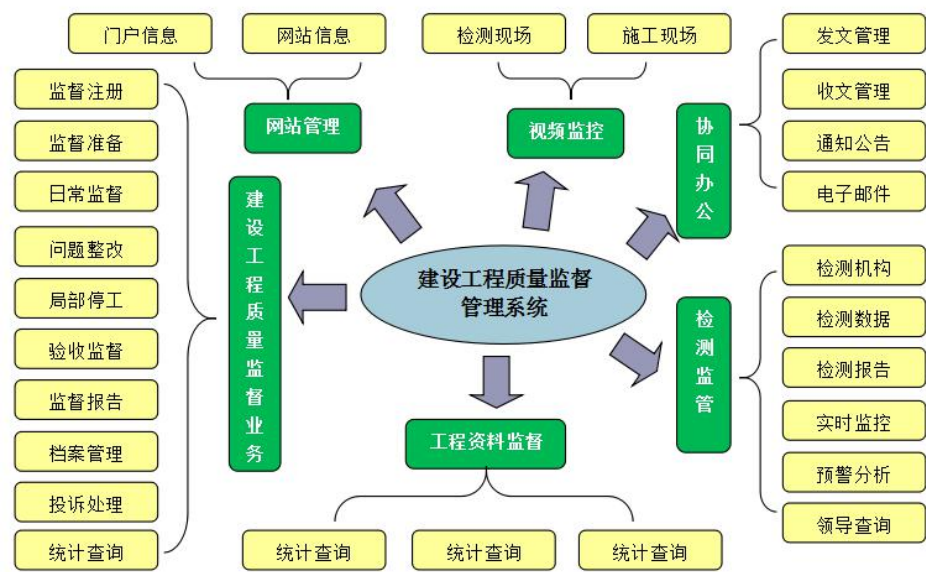 门户信息
网站信息
检测现场
施工现场
发文管理
收文管理
通知公告
电子邮件
监督注册
监督准备
日常监督
问题整改
局部停工
验收监督
监督报告
档案管理
投诉处理
统计查询
网站管理
视频监控
协同办公
建设工程质量监督业务
建设工程质量监督
管理系统
检测监管
检测机构
检测数据
检测报告
实时监控
预警分析
领导查询
工程资料监督
统计查询
统计查询
统计查询